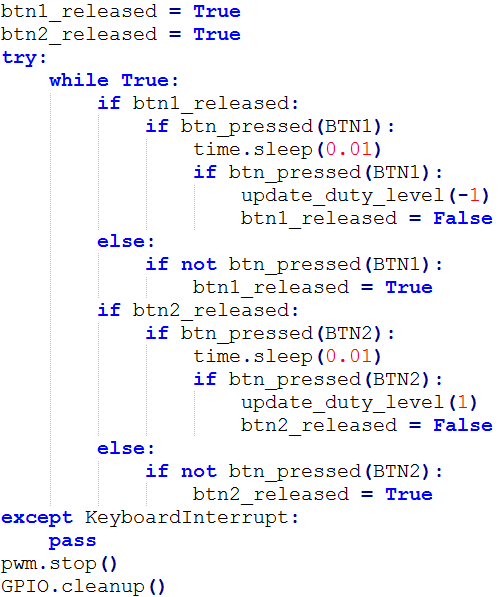 btn1_released = True
btn2_released = True
try:
    while True:
        if btn1_released:
            if btn_pressed(BTN1):
                time.sleep(0.01)
                if btn_pressed(BTN1):
                    update_duty_level(-1)
                    btn1_released = False
        else:
            if not btn_pressed(BTN1):
                btn1_released = True
        if btn2_released:
            if btn_pressed(BTN2):
                time.sleep(0.01)
                if btn_pressed(BTN2):
                    update_duty_level(1)
                    btn2_released = False
        else:
            if not btn_pressed(BTN2):
                btn2_released = True
except KeyboardInterrupt:
    pass
pwm.stop()
GPIO.cleanup()